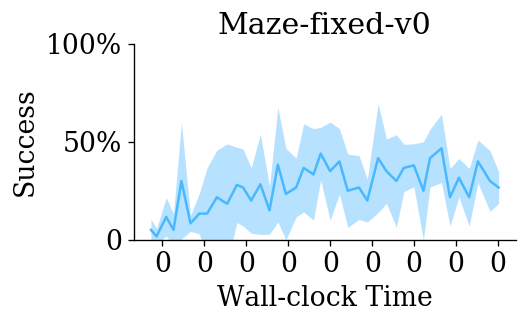 Maze-fixed-v0
100%
50%
0
Success
0 0 0 0 0 0 0 0 0
Wall-clock Time